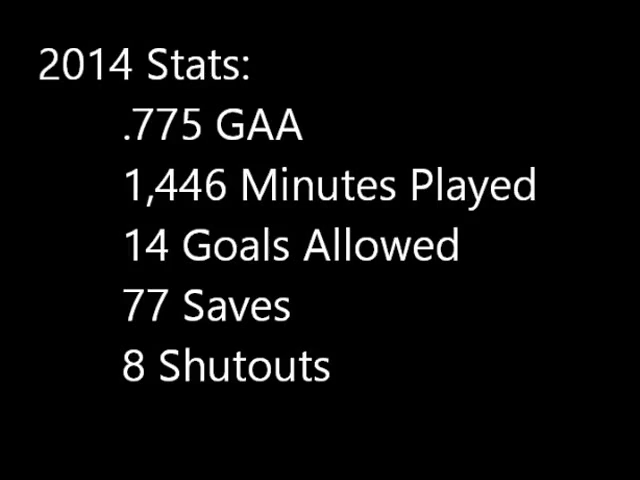 2014 Stats:
.775 GAA
1,446 Minutes Played
14 Goals Allowed
77 Saves
8 Shutouts